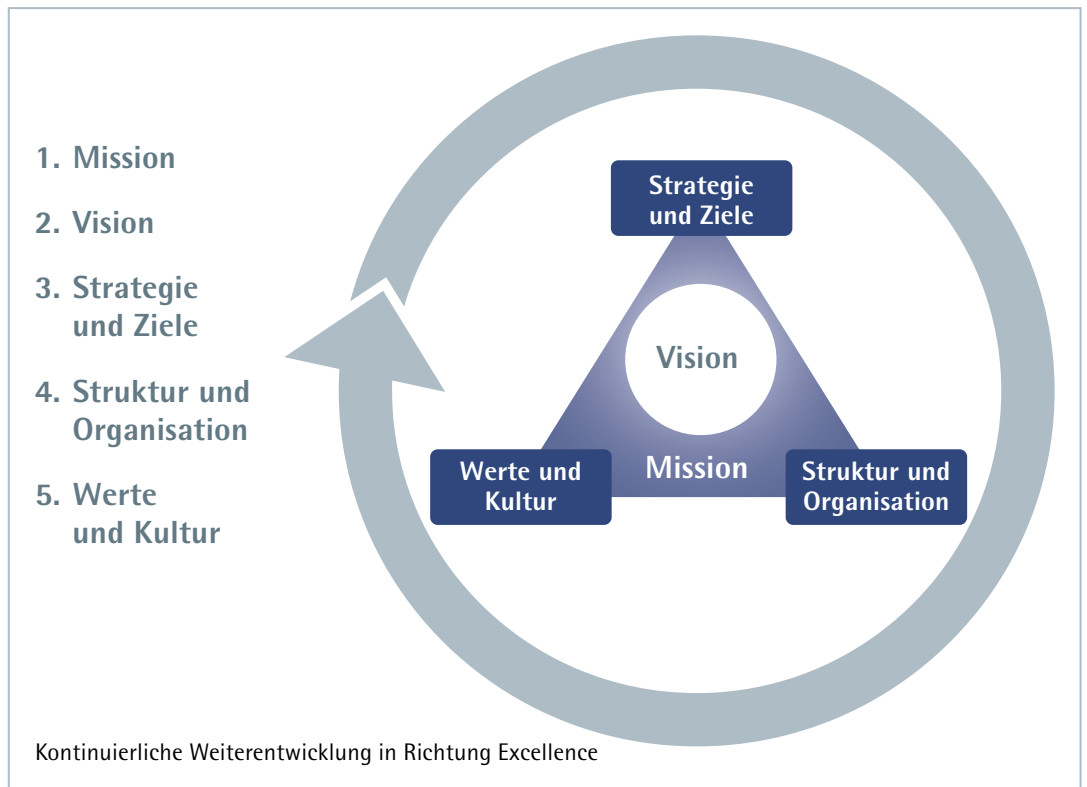 1. Mission
2. Vision
3. Strategie
und Ziele
4. Struktur und
Organisation
5. Werte
und Kultur
Strategie
und Ziele
Vision
Mission
Werte und
Kultur
Struktur und
Organisation
Kontinuierliche Weiterentwicklung in Richtung Excellence